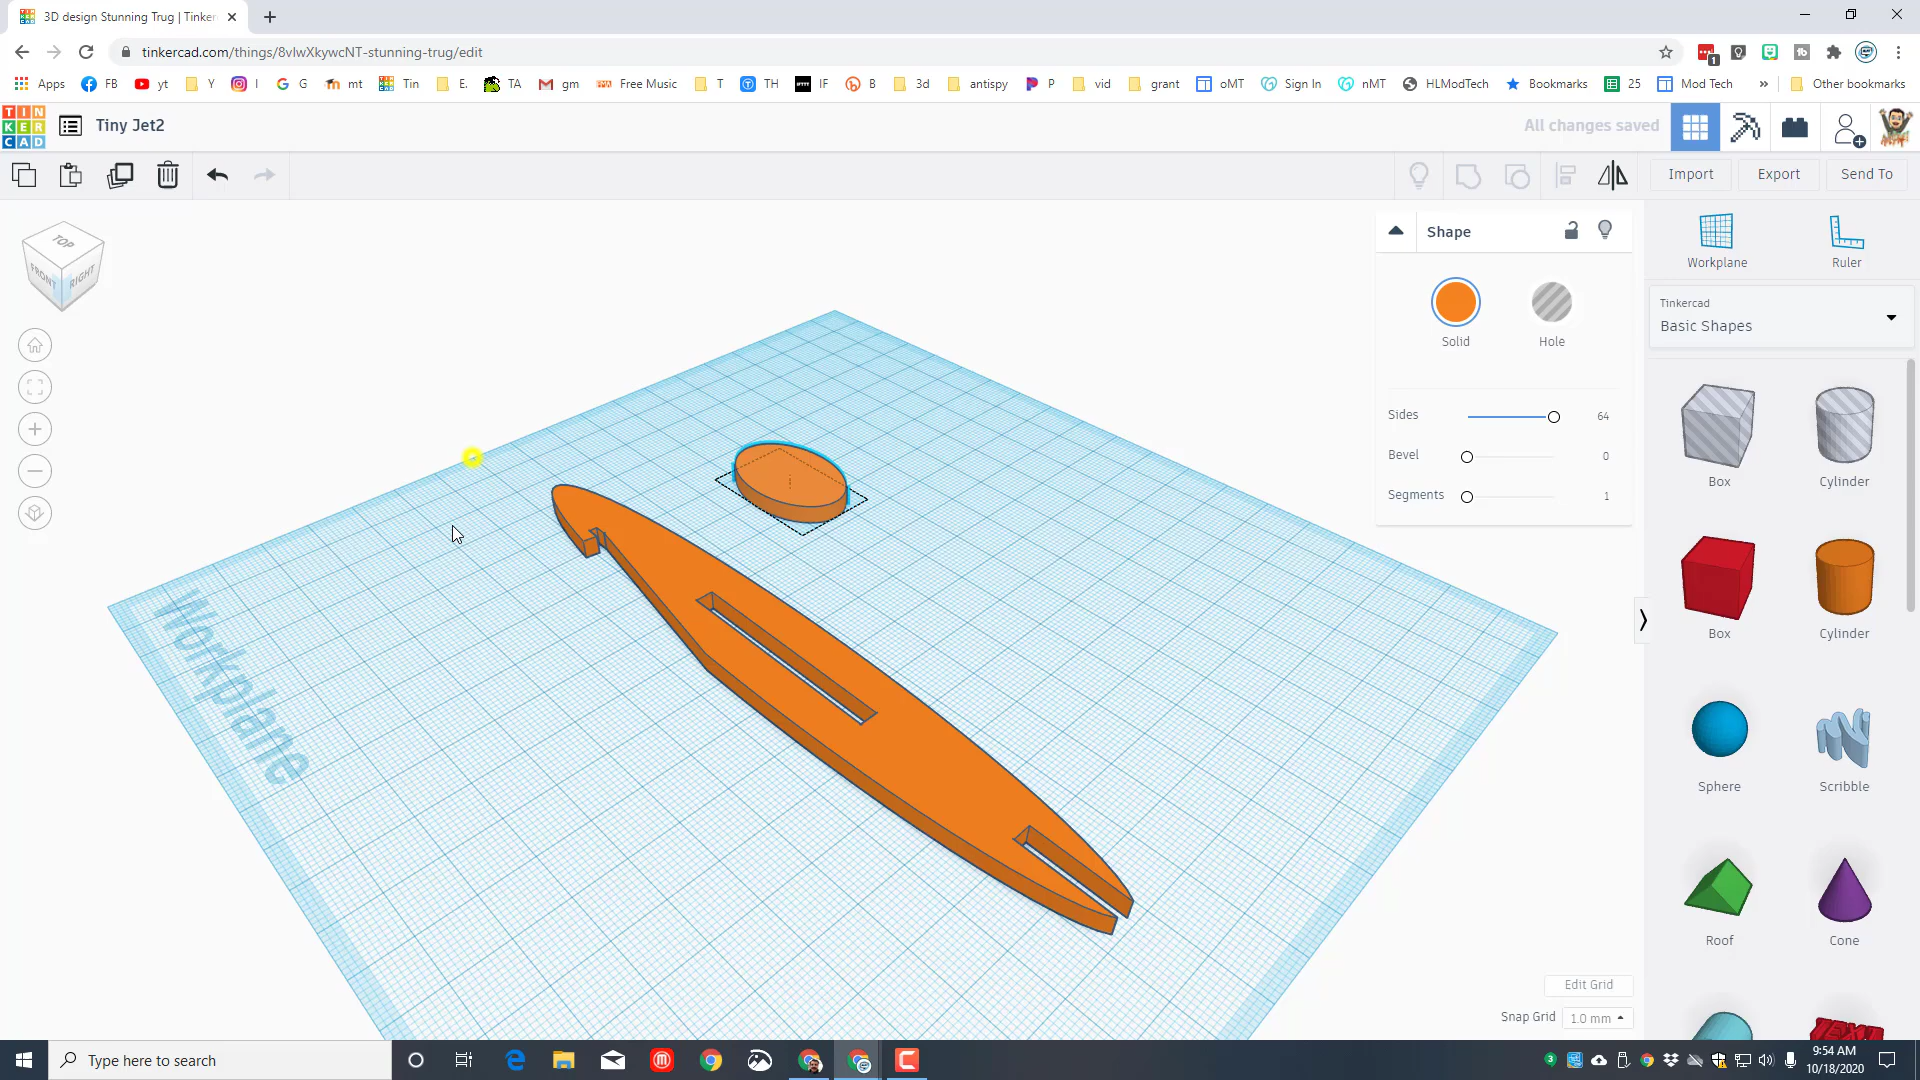 3D design Stunning Trug | Tinker
tinkercad.com/things/8vlwXkywcNT-stunning-trug/edit
1
Apps FB yt Y I G mt Tin E. TA gm Free Music T TH IF B 3d antispy P vid grant oMT Sign In nMT HLModTech Bookmarks 25 Mod Tech » Other bookmarks
TIN
KER
CAD
Tiny Jet2
All changes saved
Import Export Send To
TOP
FRONT RIGHT
Shape
Solid Hole
Sides 64
Bevel 0
Segments 1
Workplane Ruler
Tinkercad
Basic Shapes
Box Cylinder
Box Cylinder
Sphere Scribble
Roof Cone
TEXT
Workplane
Edit Grid
Snap Grid 1.0 mm
Type here to search
3
9:54 AM
10/18/2020